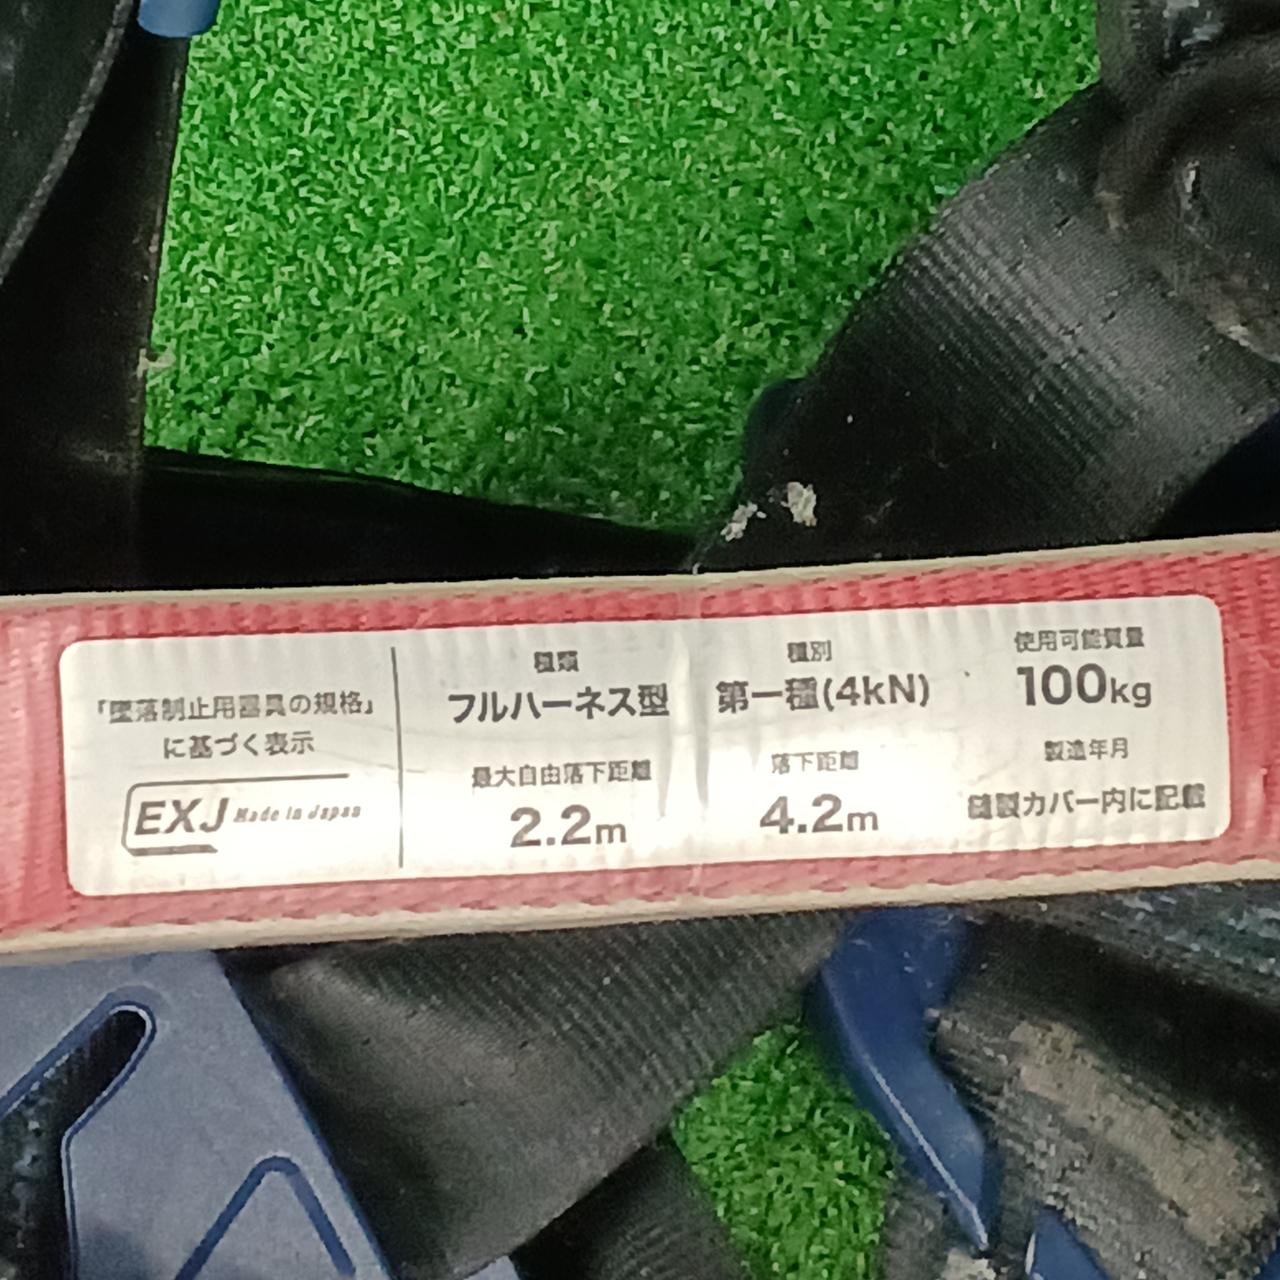 「墜落制止用器具の規格」
に基づく表示
EXJ Made in Japan
種類
フルハーネス型
最大自由落下距離
2.2m
種別
第一種(4kN)
落下距離
4.2m
使用可能質量
100kg
製造年月
縫製カバー内に記載